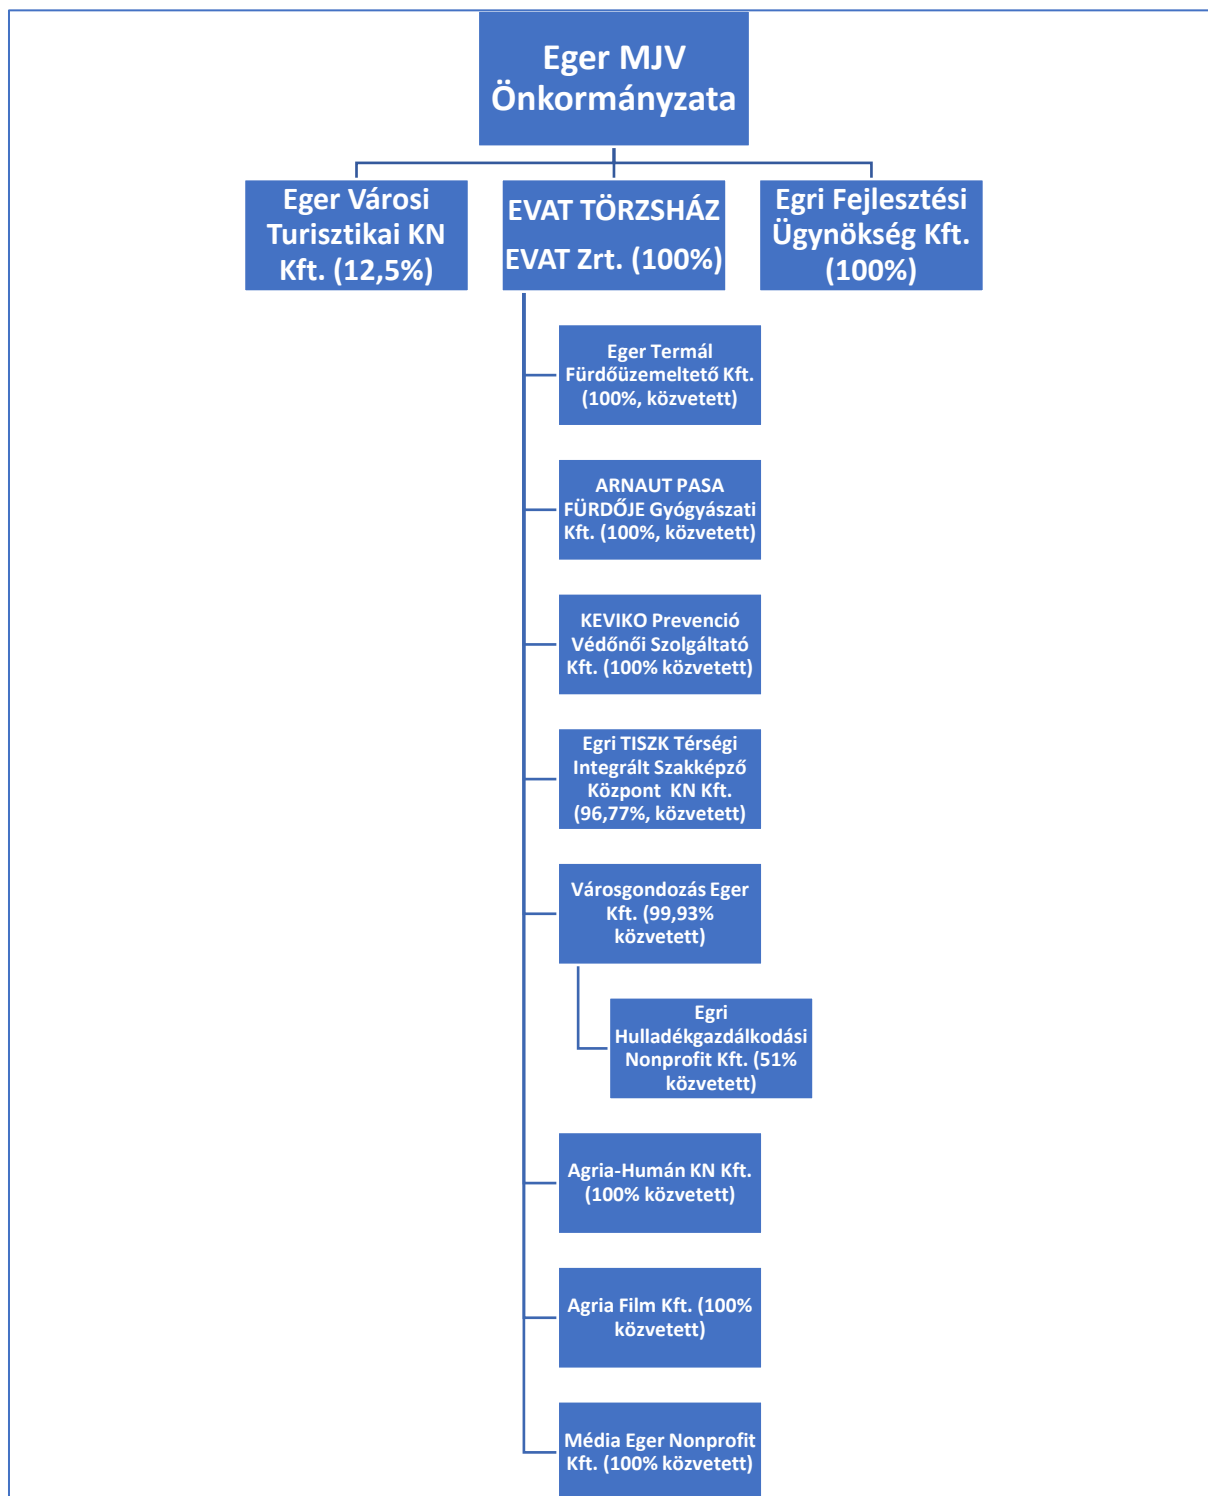 Eger MJV
Önkormányzata
Eger Városi
Turisztikai KN
Kft. (12,5%)
EVAT TÖRZSHÁZ
EVAT Zrt. (100%)
Egri Fejlesztési
Ügynökség Kft.
(100%)
Eger Termál
Fürdőüzemeltető Kft.
(100%, közvetett)
ARNAUT PASA
FÜRDŐJE Gyógyászati
Kft. (100%, közvetett)
KEVIKO Prevenció
Védőnői Szolgáltató
Kft. (100% közvetett)
Egri TISZK Térségi
Integrált Szakképző
Központ KN Kft.
(96,77%, közvetett)
Városgondozás Eger
Kft. (99,93%
közvetett)
Egri
Hulladékgazdálkodási
Nonprofit Kft. (51%
közvetett)
Agria-Humán KN Kft.
(100% közvetett)
Agria Film Kft. (100%
közvetett)
Média Eger Nonprofit
Kft. (100% közvetett)